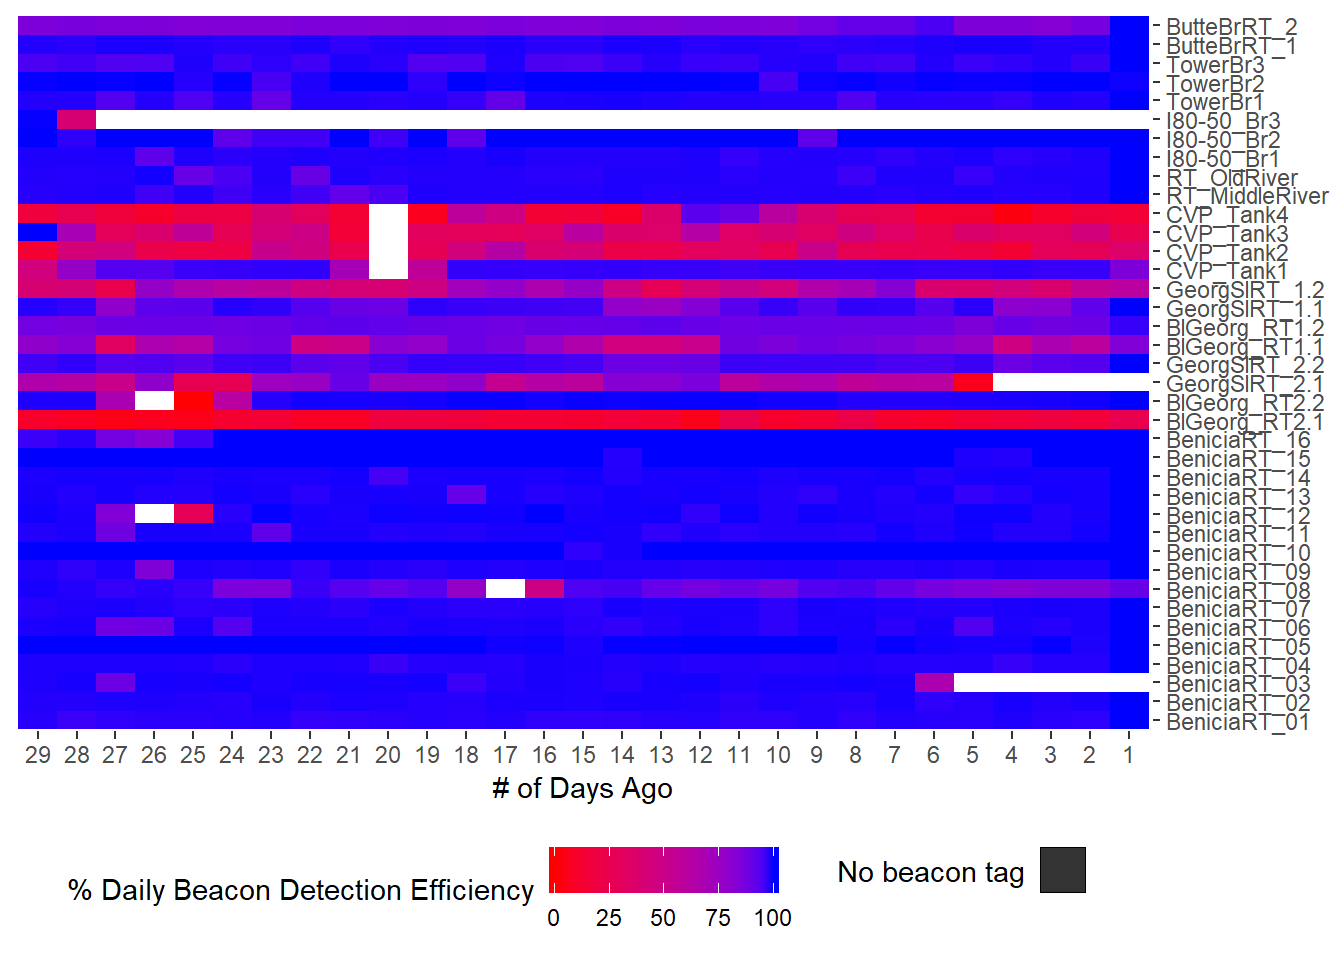 ButteBrRT_2
ButteBrRT_1
TowerBr3
TowerBr2
TowerBr1
I80-50_Br3
I80-50_Br2
I80-50_Br1
RT_OldRiver
RT_MiddleRiver
CVP_Tank4
CVP_Tank3
CVP_Tank2
CVP_Tank1
GeorgSlRT_1.2
GeorgSlRT_1.1
BlGeorg_RT1.2
BlGeorg_RT1.1
GeorgSlRT_2.2
GeorgSlRT_2.1
BlGeorg_RT2.2
BlGeorg_RT2.1
BeniciaRT_16
BeniciaRT_15
BeniciaRT_14
BeniciaRT_13
BeniciaRT_12
BeniciaRT_11
BeniciaRT_10
BeniciaRT_09
BeniciaRT_08
BeniciaRT_07
BeniciaRT_06
BeniciaRT_05
BeniciaRT_04
BeniciaRT_03
BeniciaRT_02
BeniciaRT_01
29 28 27 26 25 24 23 22 21 20 19 18 17 16 15 14 13 12 11 10 9 8 7 6 5 4 3 2 1
# of Days Ago
% Daily Beacon Detection Efficiency
0 25 50 75 100
No beacon tag